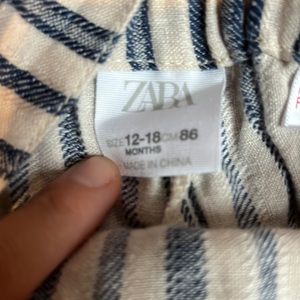 ZARA
SIZE 12-18 CM 86
MONTHS
MADE IN CHINA